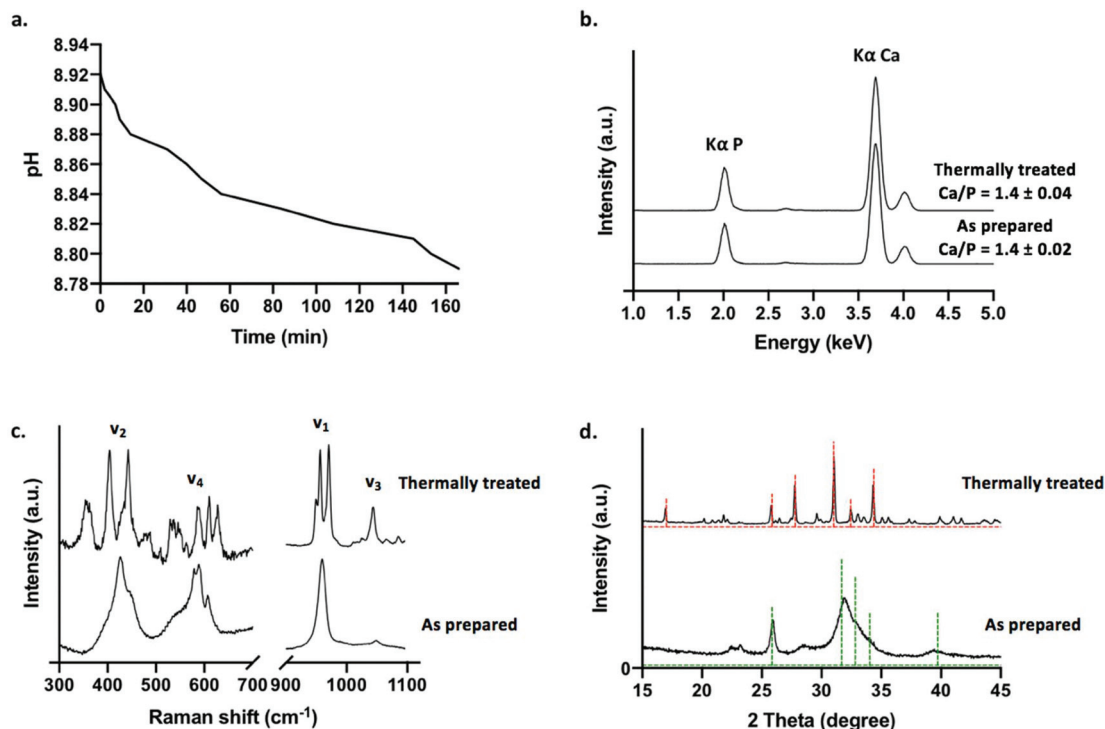 a.
8.94
8.92
8.90
8.88
8.86
8.84
8.82
8.80
8.78
pH
0 20 40 60 80 100 120 140 160
Time (min)
b.
Kα Ca
Kα P
Thermally treated
Ca/P = 1.4 ± 0.04
As prepared
Ca/P = 1.4 ± 0.02
Intensity (a.u.)
1.0 1.5 2.0 2.5 3.0 3.5 4.0 4.5 5.0
Energy (keV)
c.
v₂
v₄
v₁
v₃
Thermally treated
As prepared
Intensity (a.u.)
300 400 500 600 700 900 1000 1100
Raman shift (cm⁻¹)
d.
Thermally treated
As prepared
Intensity (a.u.)
0
15 20 25 30 35 40 45
2 Theta (degree)